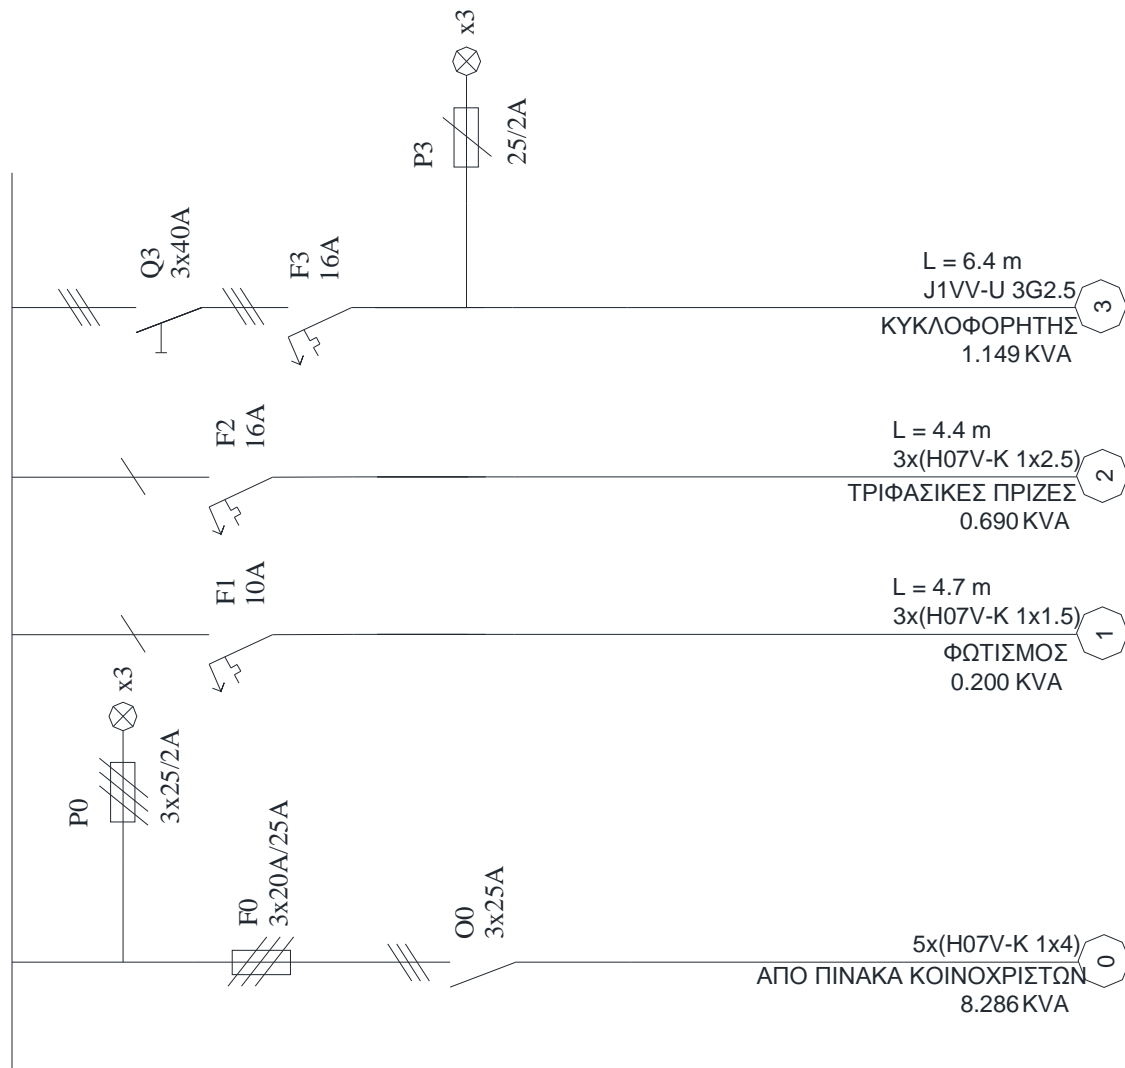 x3
P3
25/2A
Q3
3x40A
F3
16A
L = 6.4 m
J1VV-U 3G2.5
ΚΥΚΛΟΦΟΡΗΤΗΣ
1.149 KVA
3
F2
16A
L = 4.4 m
3x(H07V-K 1x2.5)
ΤΡΙΦΑΣΙΚΕΣ ΠΡΙΖΕΣ
0.690 KVA
2
F1
10A
L = 4.7 m
3x(H07V-K 1x1.5)
ΦΩΤΙΣΜΟΣ
0.200 KVA
1
x3
P0
3x25/2A
F0
3x20A/25A
O0
3x25A
5x(H07V-K 1x4)
ΑΠΟ ΠΙΝΑΚΑ ΚΟΙΝΟΧΡΙΣΤΩΝ
8.286 KVA
0